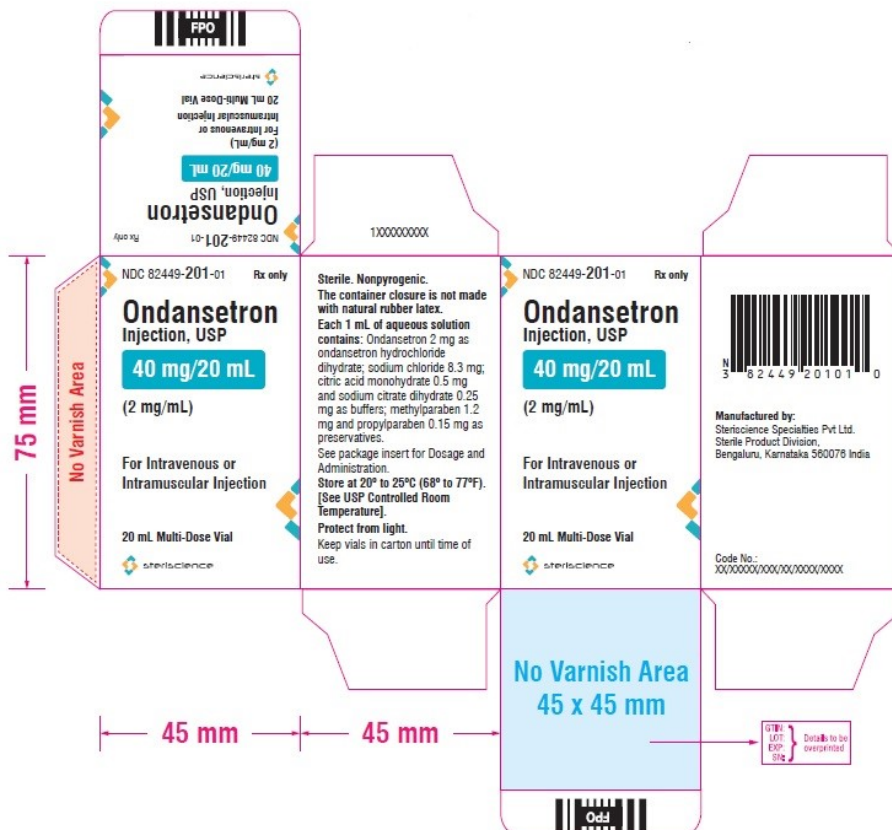 FPO
steriscience
20 mL Multi-Dose Vial
Intramuscular Injection
For Intravenous or
(2 mg/mL)
40 mg/20 mL
Injection, USP
Ondansetron
NDC 82449-201-01 Rx only
1XXXXXXXXX
75 mm
No Varnish Area
NDC 82449-201-01 Rx only
Ondansetron
Injection, USP
40 mg/20 mL
(2 mg/mL)
For Intravenous or
Intramuscular Injection
20 mL Multi-Dose Vial
steriscience
Sterile. Nonpyrogenic.
The container closure is not made
with natural rubber latex.
Each 1 mL of aqueous solution
contains: Ondansetron 2 mg as
ondansetron hydrochloride
dihydrate; sodium chloride 8.3 mg;
citric acid monohydrate 0.5 mg
and sodium citrate dihydrate 0.25
mg as buffers; methylparaben 1.2
mg and propylparaben 0.15 mg as
preservatives.
See package insert for Dosage and
Administration.
Store at 20º to 25ºC (68º to 77ºF).
[See USP Controlled Room
Temperature].
Protect from light.
Keep vials in carton until time of
use.
NDC 82449-201-01 Rx only
Ondansetron
Injection, USP
40 mg/20 mL
(2 mg/mL)
For Intravenous or
Intramuscular Injection
20 mL Multi-Dose Vial
steriscience
N
3 82449 20101 0
Manufactured by:
Steriscience Specialties Pvt Ltd.
Sterile Product Division,
Bengaluru, Karnataka 560076 India
Code No.:
XX/XXXXX/XXX/XX/XXXX/XXXX
No Varnish Area
45 x 45 mm
45 mm
45 mm
GTIN:
LOT:
EXP:
SN:
Details to be
overprinted
FPO